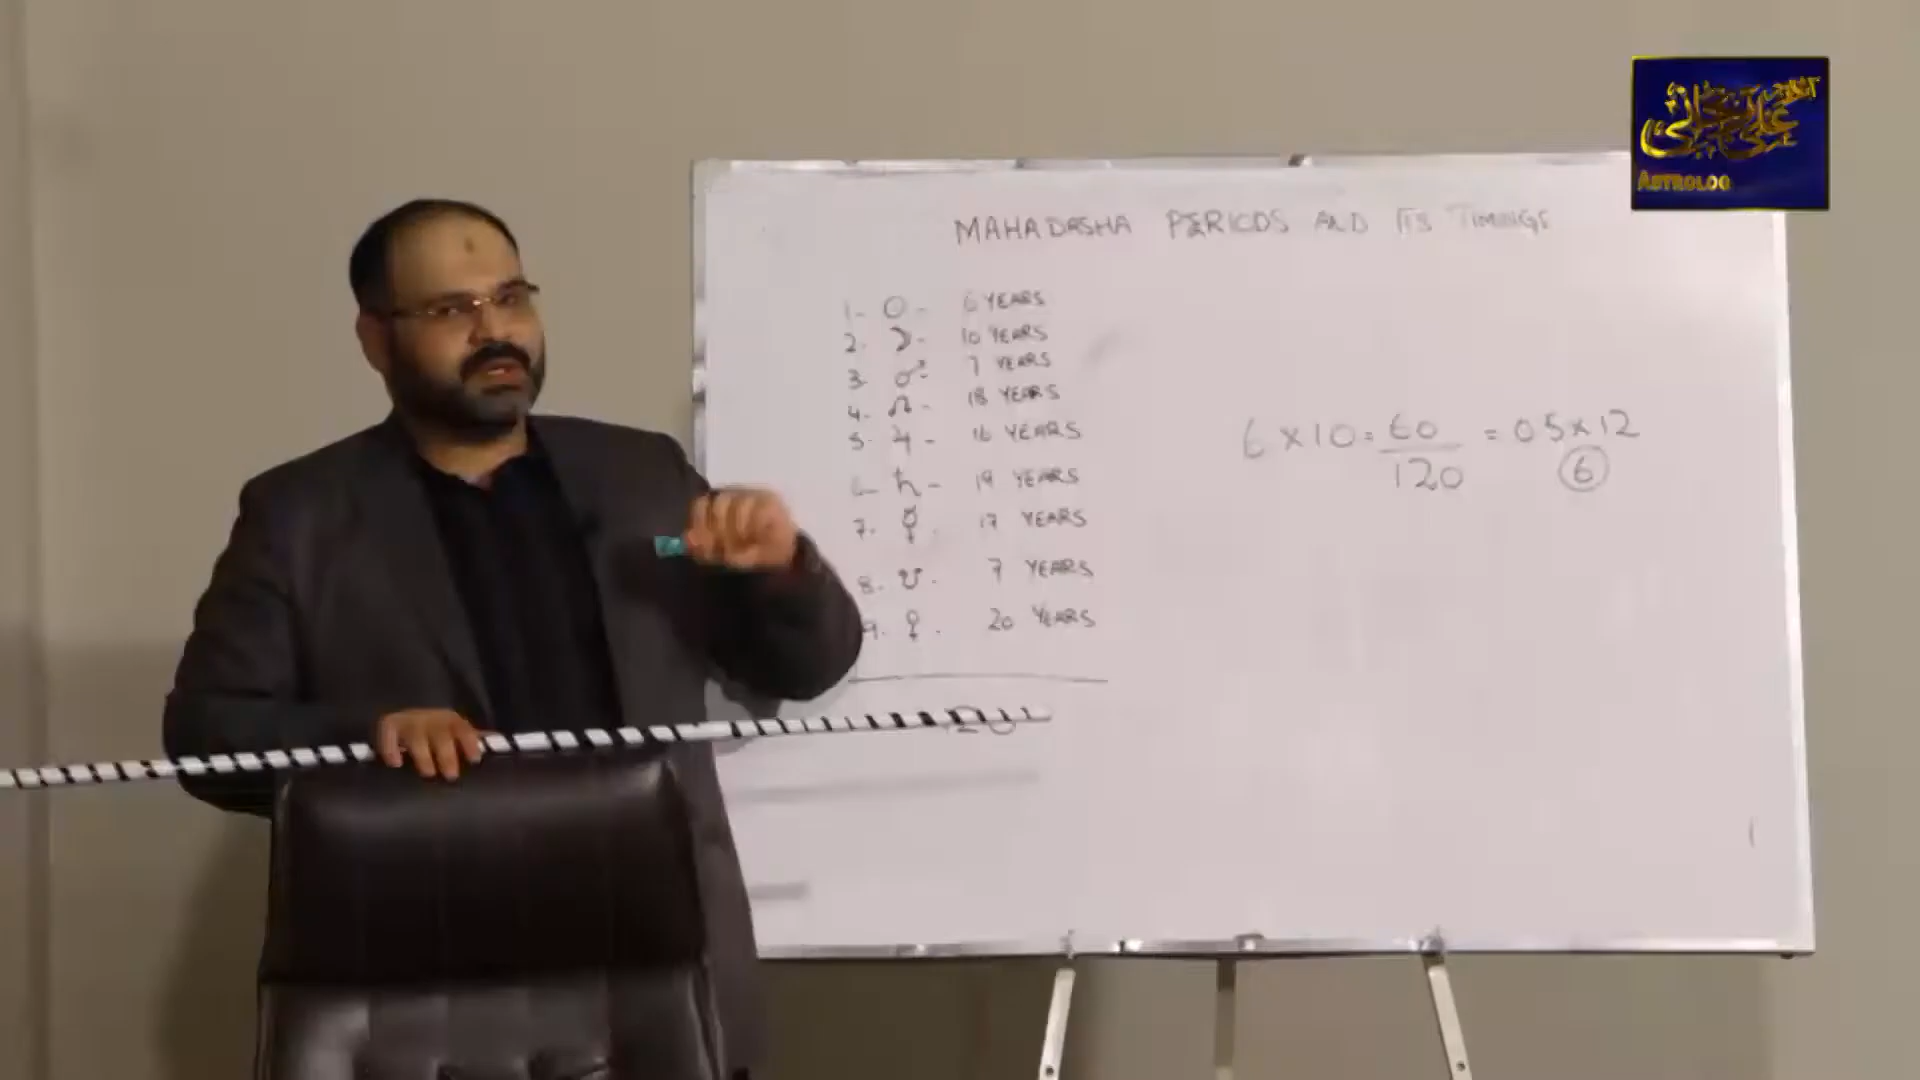 MAHADASHA PERIODS AND ITS TIMINGS
1- ☉ - 6 YEARS
2. ☽ - 10 YEARS
3- ♂ - 7 YEARS
4- ☊ - 18 YEARS
5- ♃ - 16 YEARS
6- ♄ - 19 YEARS
7. ☿ . 17 YEARS
8. ☋ . 7 YEARS
9. ♀ . 20 YEARS
6 x 10 = 60 = 05 x 12
120
6
ASTROLOG